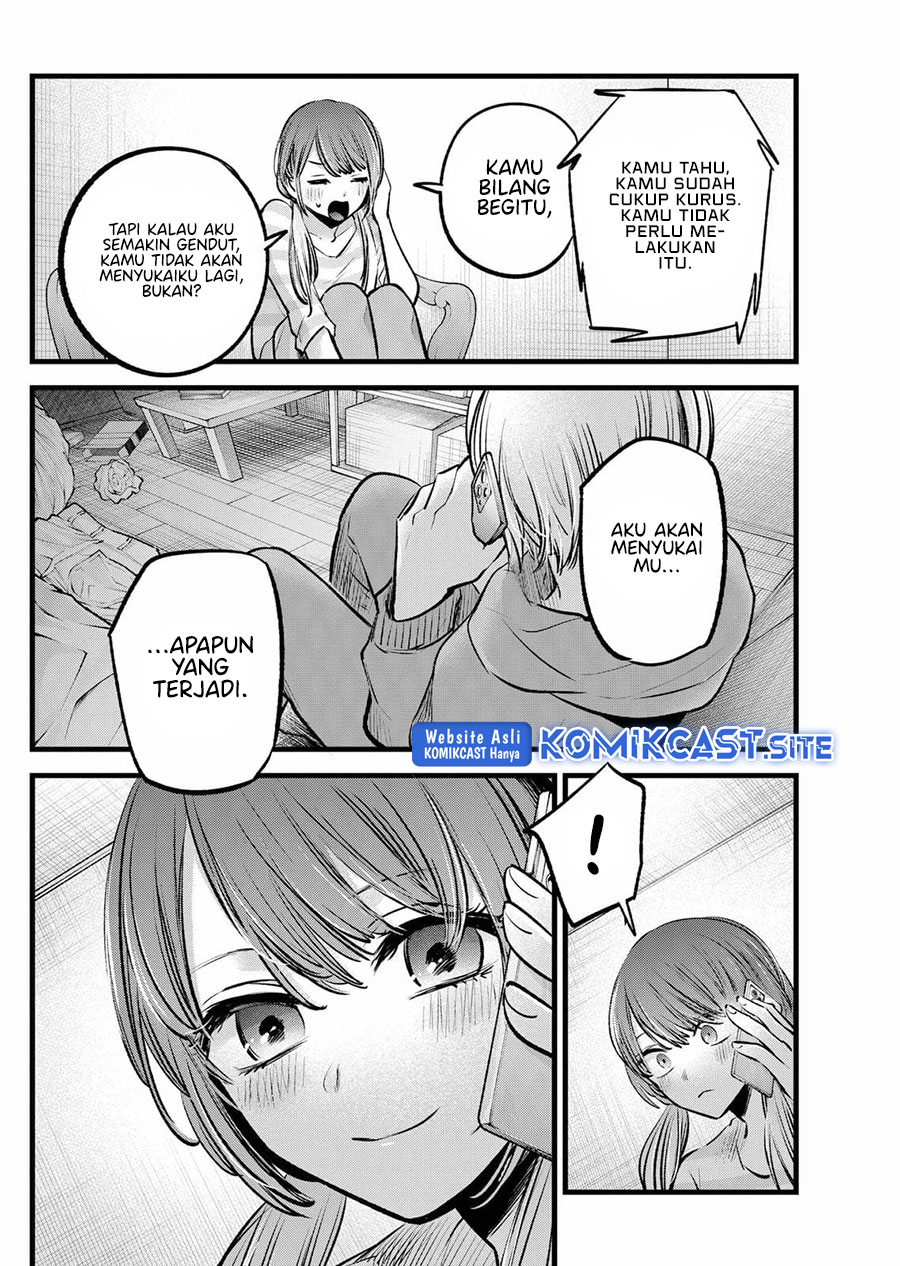 KAMU TAHU,
KAMU SUDAH
CUKUP KURUS.
KAMU TIDAK
PERLU ME-
LAKUKAN
ITU.
KAMU
BILANG
BEGITU,
TAPI KALAU AKU
SEMAKIN GENDUT,
KAMU TIDAK AKAN
MENYUKAIKU LAGI,
BUKAN?
AKU AKAN
MENYUKAI
MU...
...APAPUN
YANG
TERJADI.
Website Asli
KOMIKCAST Hanya
KOMIKCAST.SITE
!